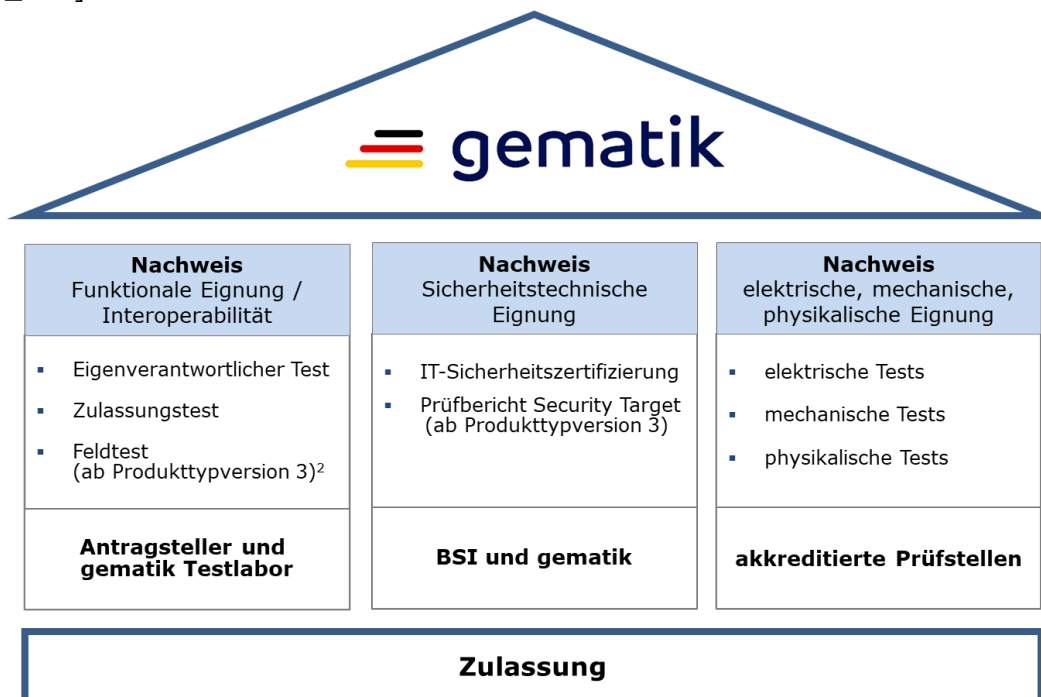 gematik
Nachweis
Funktionale Eignung /
Interoperabilität
▪ Eigenverantwortlicher Test
▪ Zulassungstest
▪ Feldtest
(ab Produkttypversion 3)²
Antragsteller und
gematik Testlabor
Nachweis
Sicherheitstechnische
Eignung
▪ IT-Sicherheitszertifizierung
▪ Prüfbericht Security Target
(ab Produkttypversion 3)
BSI und gematik
Nachweis
elektrische, mechanische,
physikalische Eignung
▪ elektrische Tests
▪ mechanische Tests
▪ physikalische Tests
akkreditierte Prüfstellen
Zulassung